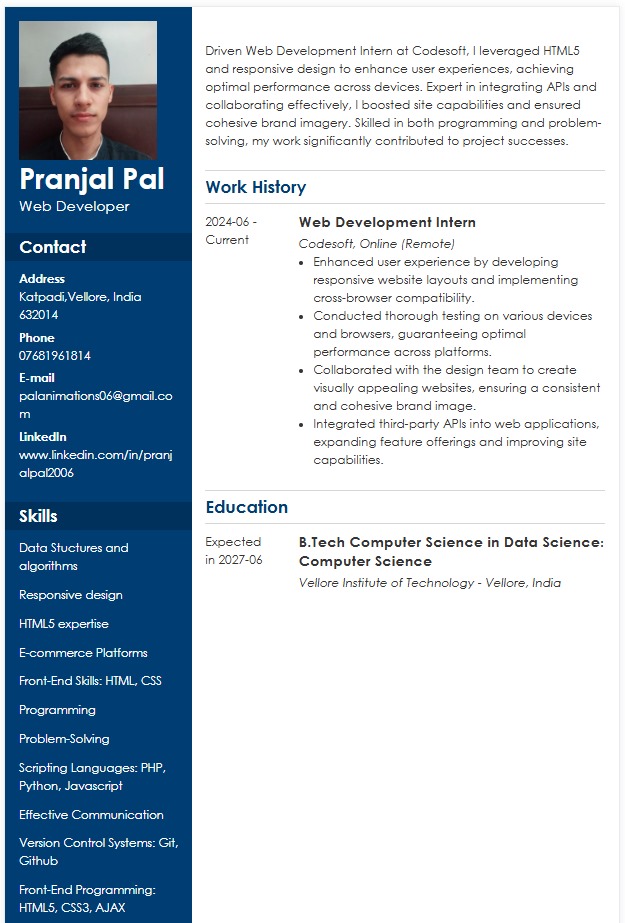 Pranjal Pal
Web Developer
Contact
Address
Katpadi,Vellore, India
632014
Phone
07681961814
E-mail
palanimations06@gmail.co
m
LinkedIn
www.linkedin.com/in/pranj
alpal2006
Skills
Data Stuctures and
algorithms
Responsive design
HTML5 expertise
E-commerce Platforms
Front-End Skills: HTML, CSS
Programming
Problem-Solving
Scripting Languages: PHP,
Python, Javascript
Effective Communication
Version Control Systems: Git,
Github
Front-End Programming:
HTML5, CSS3, AJAX
Driven Web Development Intern at Codesoft, I leveraged HTML5
and responsive design to enhance user experiences, achieving
optimal performance across devices. Expert in integrating APIs and
collaborating effectively, I boosted site capabilities and ensured
cohesive brand imagery. Skilled in both programming and problem-
solving, my work significantly contributed to project successes.
Work History
2024-06 -
Current
Web Development Intern
Codesoft, Online (Remote)
• Enhanced user experience by developing
responsive website layouts and implementing
cross-browser compatibility.
• Conducted thorough testing on various devices
and browsers, guaranteeing optimal
performance across platforms.
• Collaborated with the design team to create
visually appealing websites, ensuring a consistent
and cohesive brand image.
• Integrated third-party APIs into web applications,
expanding feature offerings and improving site
capabilities.
Education
Expected
in 2027-06
B.Tech Computer Science in Data Science:
Computer Science
Vellore Institute of Technology - Vellore, India